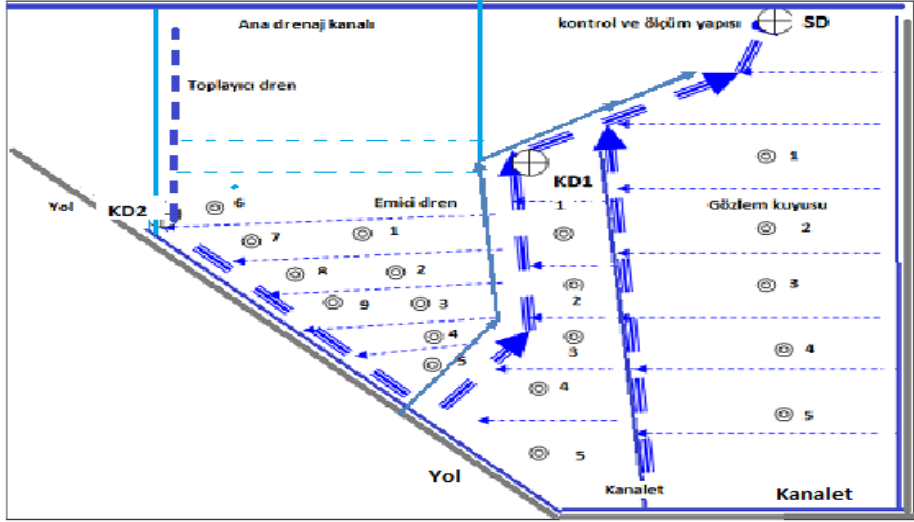 Ana drenaj kanalı
kontrol ve ölçüm yapısı
SD
Toplayıcı dren
1
Yol
KD2
6
Emici dren
KD1
1
Gözlem kuyusu
2
7
1
8
2
2
3
9
3
4
3
4
5
4
5
5
Yol
Kanalet
Kanalet